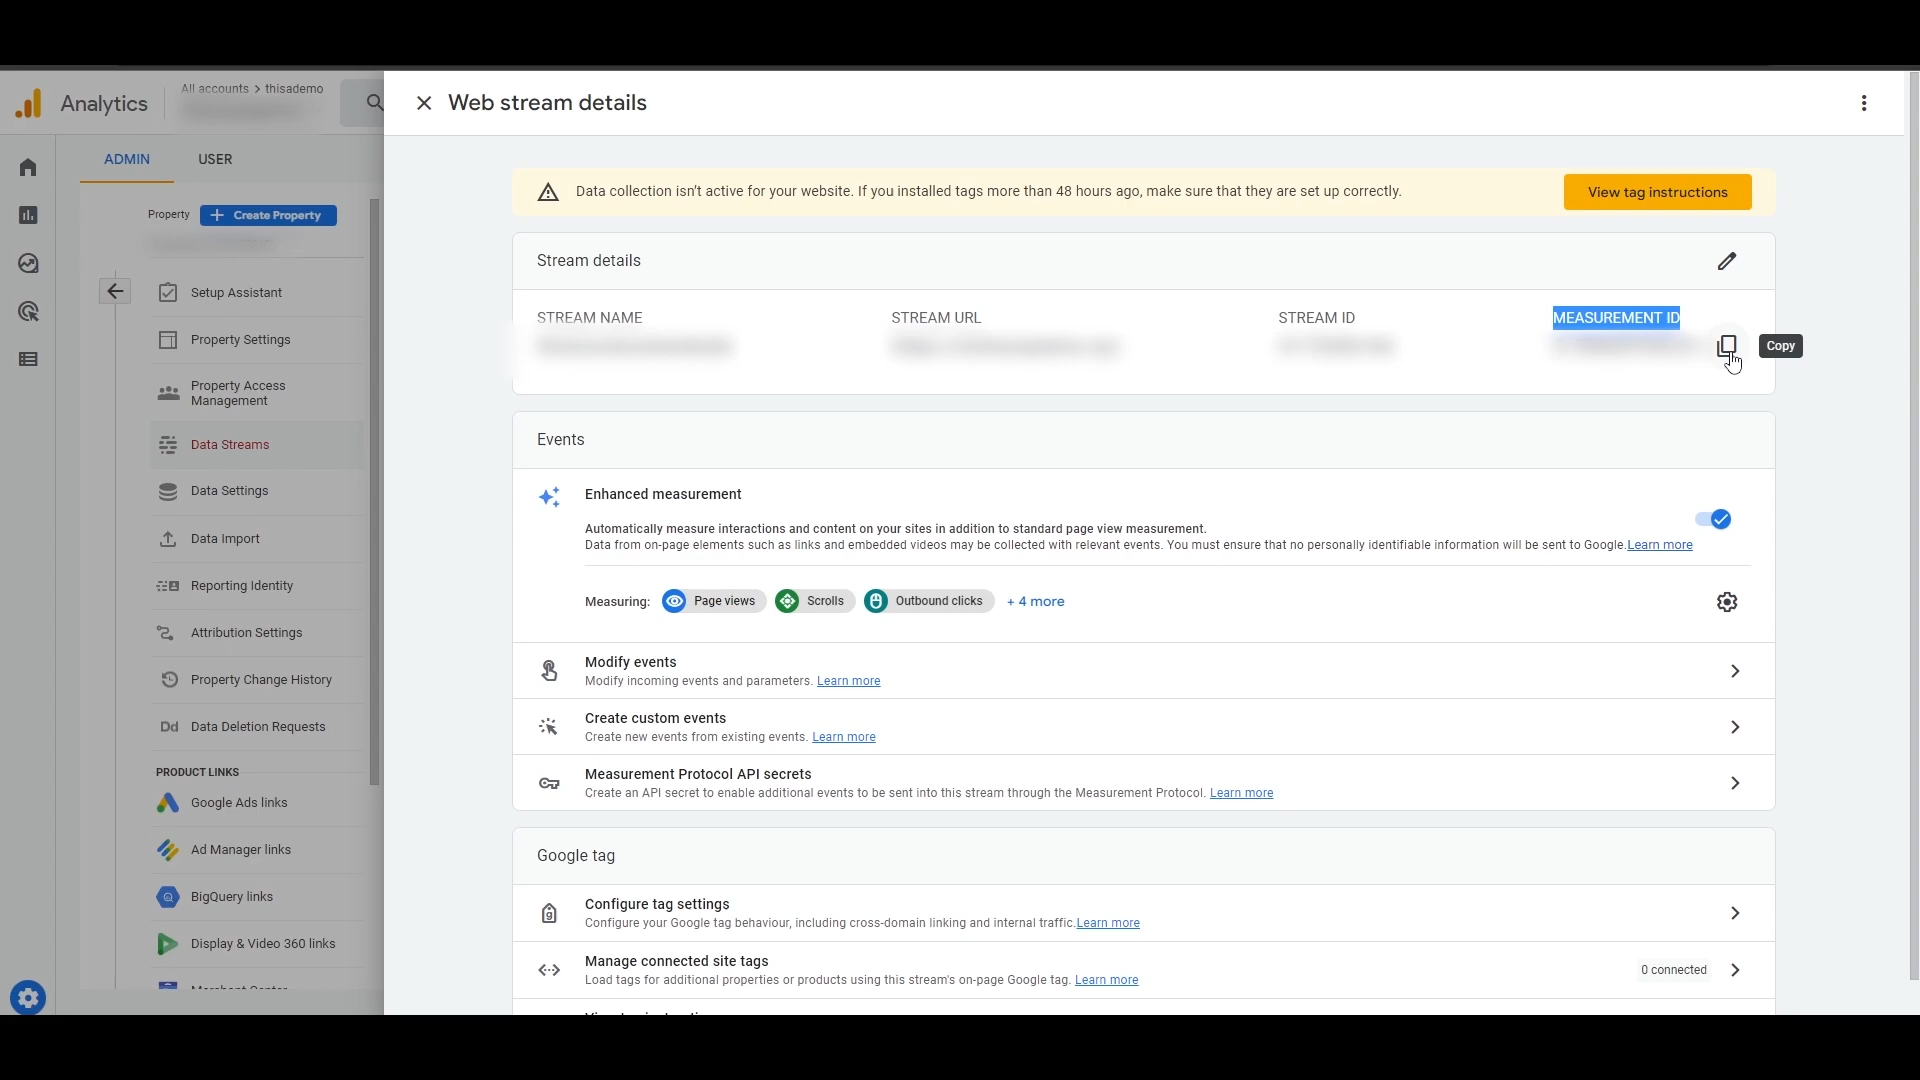 Analytics
All accounts > thisademo
Web stream details
ADMIN
USER
Property
+ Create Property
Setup Assistant
Property Settings
Property Access
Management
Data Streams
Data Settings
Data Import
Reporting Identity
Attribution Settings
Property Change History
Dd Data Deletion Requests
PRODUCT LINKS
Google Ads links
Ad Manager links
BigQuery links
Display & Video 360 links
Data collection isn't active for your website. If you installed tags more than 48 hours ago, make sure that they are set up correctly.
View tag instructions
Stream details
STREAM NAME
STREAM URL
STREAM ID
MEASUREMENT ID
Copy
Events
Enhanced measurement
Automatically measure interactions and content on your sites in addition to standard page view measurement.
Data from on-page elements such as links and embedded videos may be collected with relevant events. You must ensure that no personally identifiable information will be sent to Google.Learn more
Measuring: Page views Scrolls Outbound clicks + 4 more
Modify events
Modify incoming events and parameters. Learn more
Create custom events
Create new events from existing events. Learn more
Measurement Protocol API secrets
Create an API secret to enable additional events to be sent into this stream through the Measurement Protocol. Learn more
Google tag
Configure tag settings
Configure your Google tag behaviour, including cross-domain linking and internal traffic.Learn more
Manage connected site tags
Load tags for additional properties or products using this stream's on-page Google tag. Learn more
0 connected